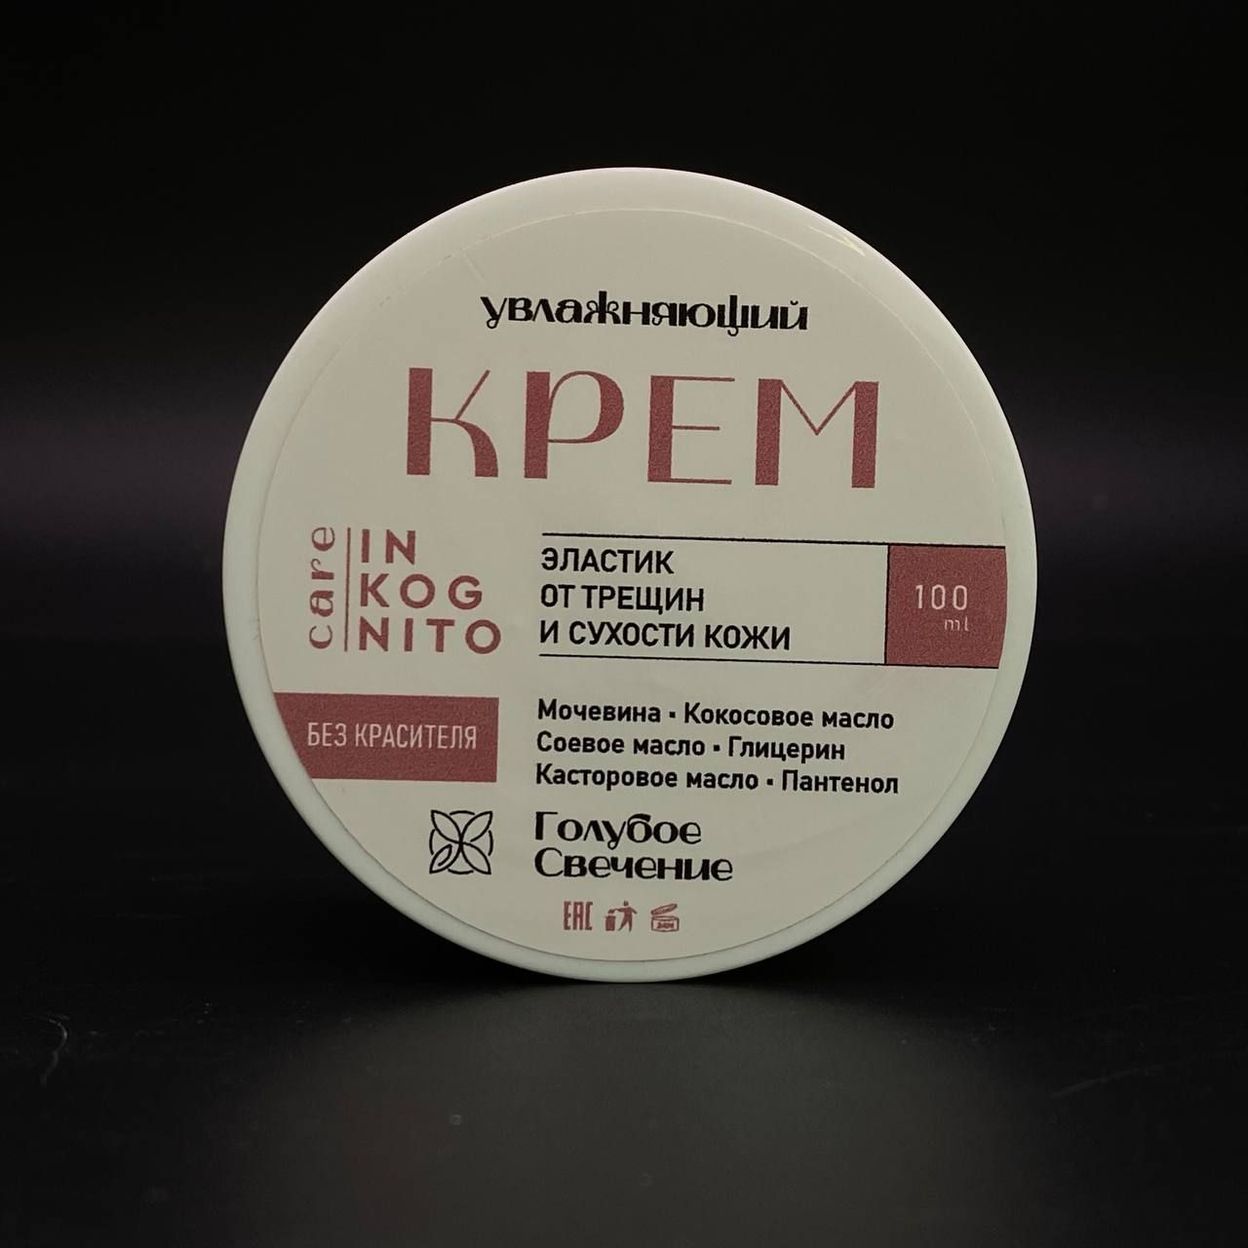 увлажняющий
КРЕМ
care
IN
KOG
NITO
ЭЛАСТИК
ОТ ТРЕЩИН
И СУХОСТИ КОЖИ
100
ml
БЕЗ КРАСИТЕЛЯ
Мочевина ▪ Кокосовое масло
Соевое масло ▪ Глицерин
Касторовое масло ▪ Пантенол
Голубое
Свечение
EAC